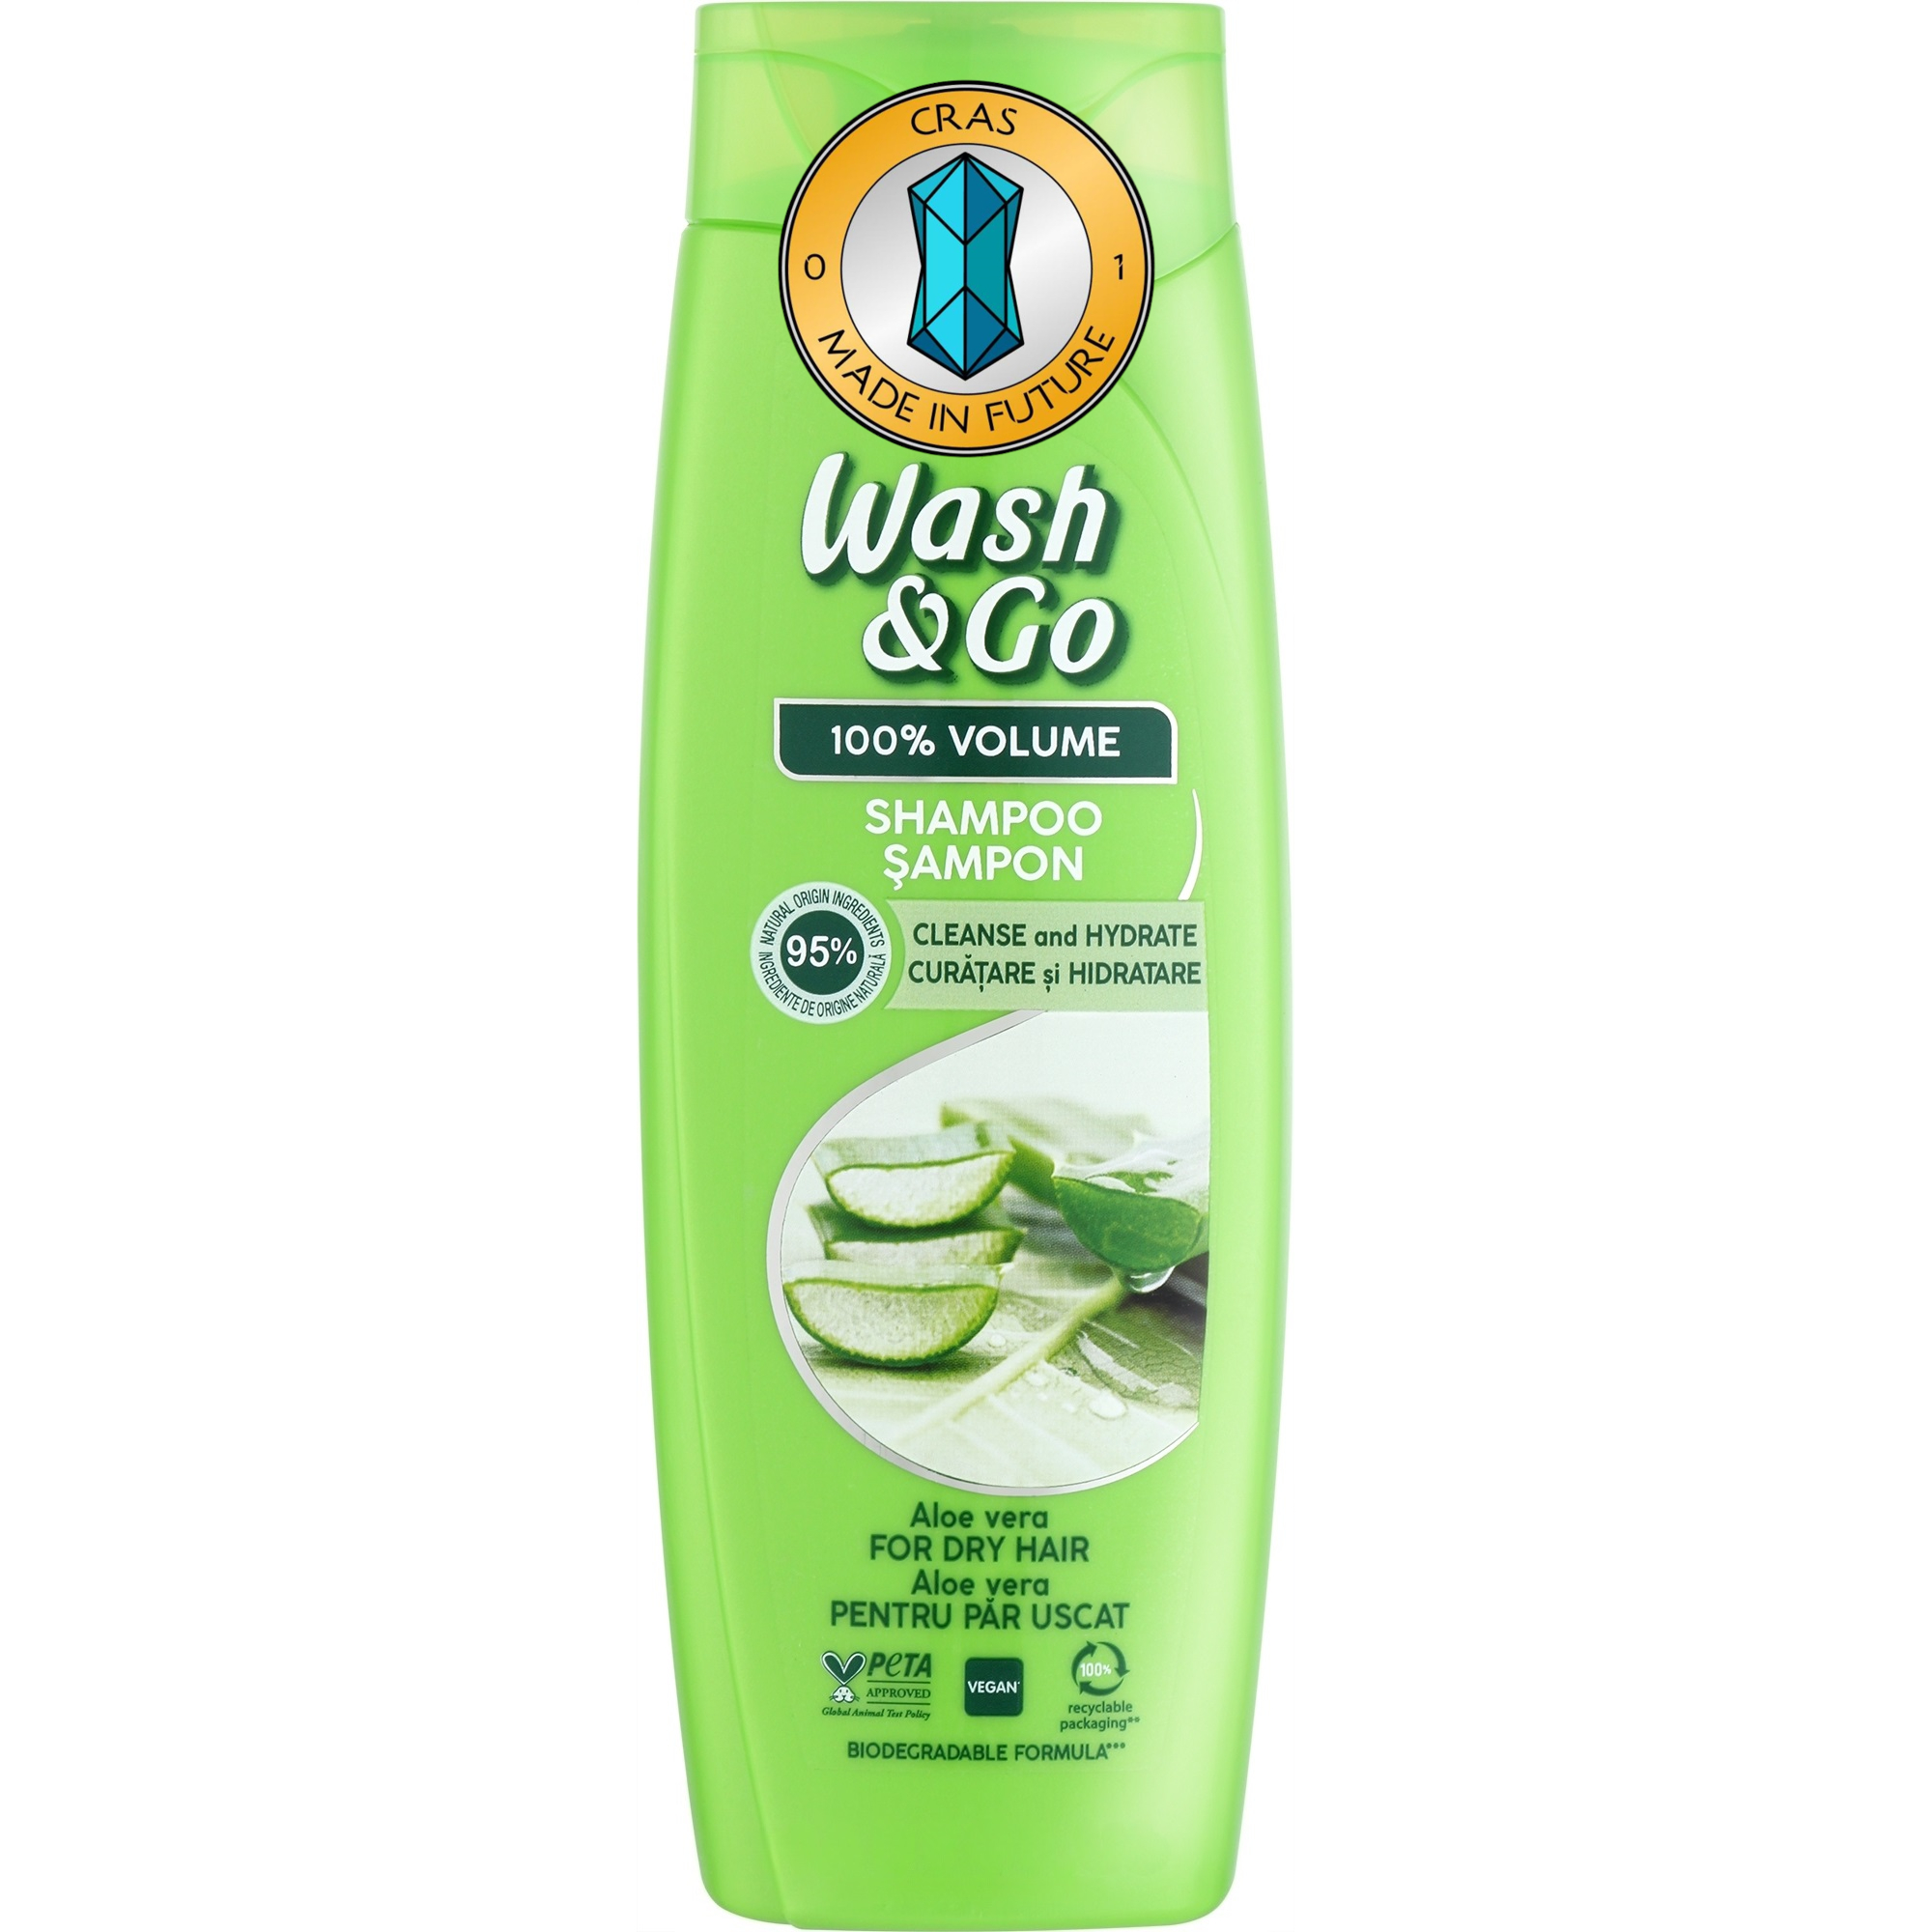 CRAS
0 1
MADE IN FUTURE
Wash
&Go
100% VOLUME
SHAMPOO
ŞAMPON
NATURAL ORIGIN INGREDIENTS
95%
INGREDIENTE DE ORIGINE NATURALĂ
CLEANSE and HYDRATE
CURĂȚARE și HIDRATARE
Aloe vera
FOR DRY HAIR
Aloe vera
PENTRU PĂR USCAT
PETA
APPROVED
Global Animal Test Policy
VEGAN*
100%
recyclable
packaging**
BIODEGRADABLE FORMULA***